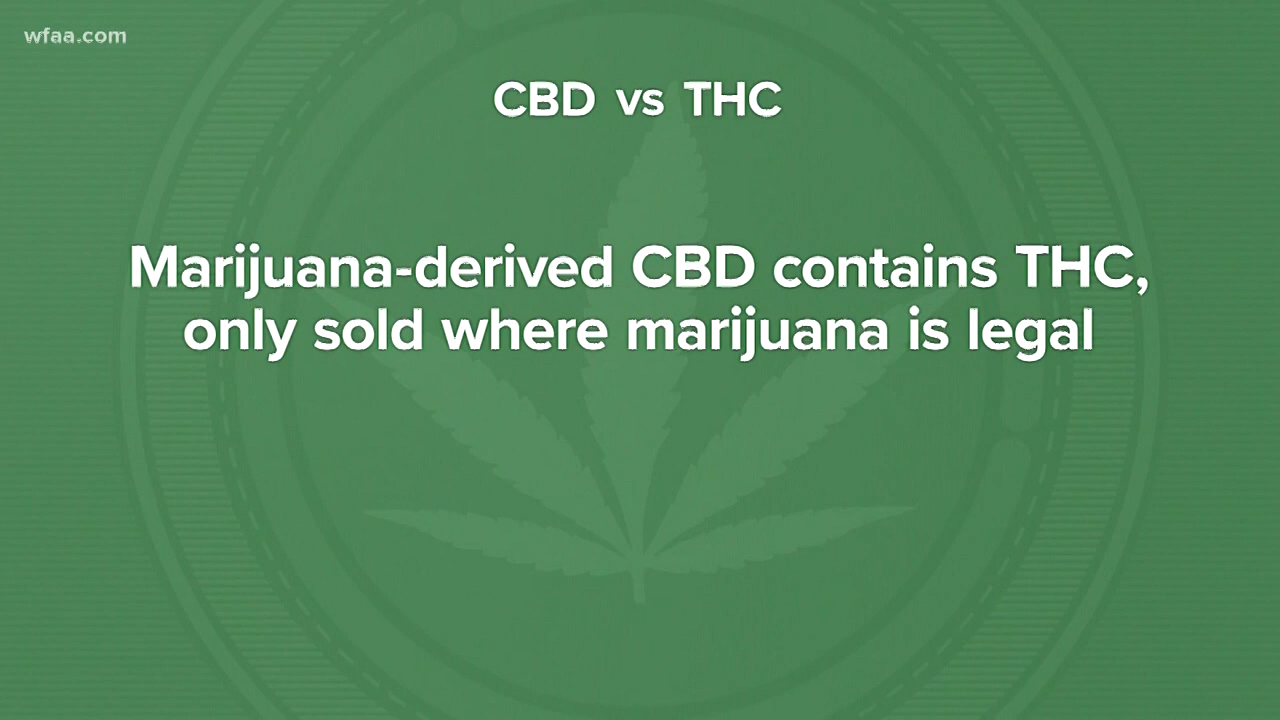 wfaa.com
CBD vs THC
Marijuana-derived CBD contains THC,
only sold where marijuana is legal